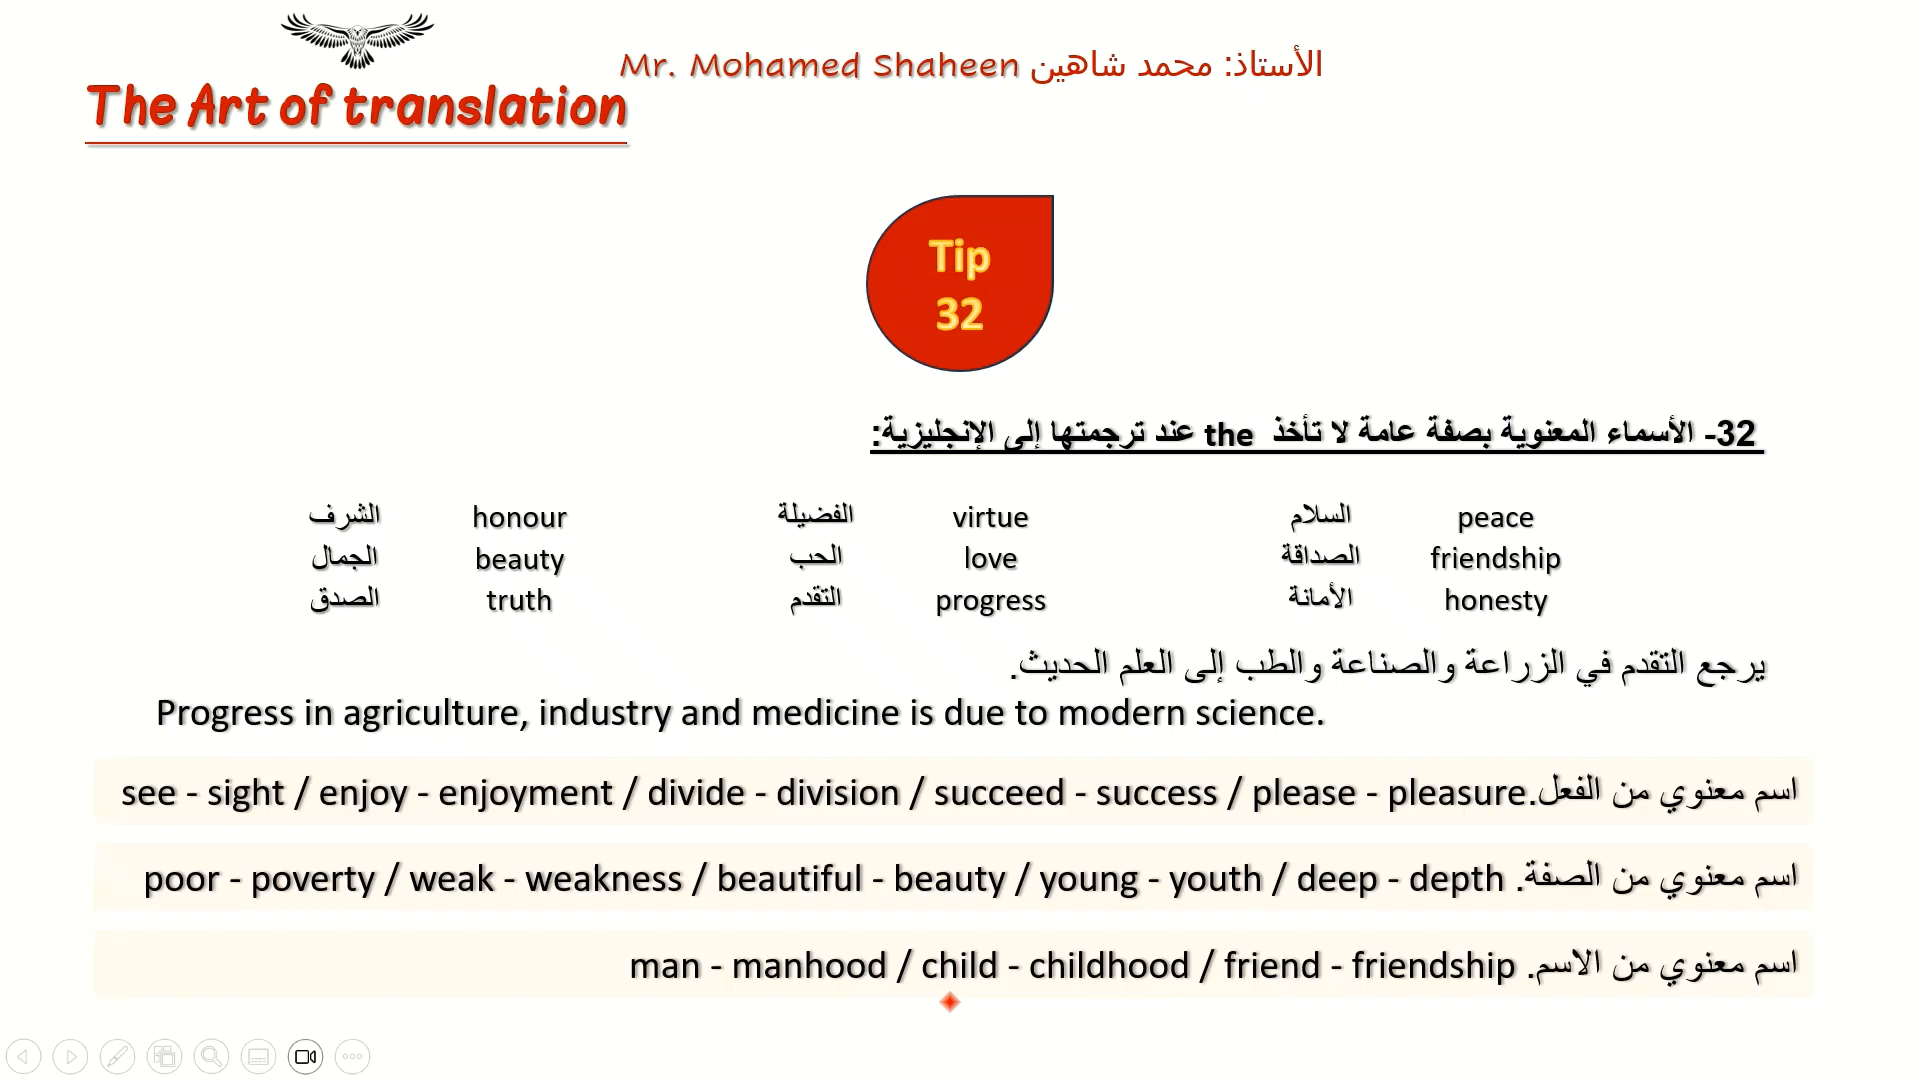 Mr. Mohamed Shaheen الأستاذ: محمد شاهين
The Art of translation
Tip
32
32- الأسماء المعنوية بصفة عامة لا تأخذ the عند ترجمتها إلى الإنجليزية:
peace السلام virtue الفضيلة honour الشرف
friendship الصداقة love الحب beauty الجمال
honesty الأمانة progress التقدم truth الصدق
يرجع التقدم في الزراعة والصناعة والطب إلى العلم الحديث.
Progress in agriculture, industry and medicine is due to modern science.
اسم معنوي من الفعل. see - sight / enjoy - enjoyment / divide - division / succeed - success / please - pleasure
اسم معنوي من الصفة. poor - poverty / weak - weakness / beautiful - beauty / young - youth / deep - depth
اسم معنوي من الاسم. man - manhood / child - childhood / friend - friendship